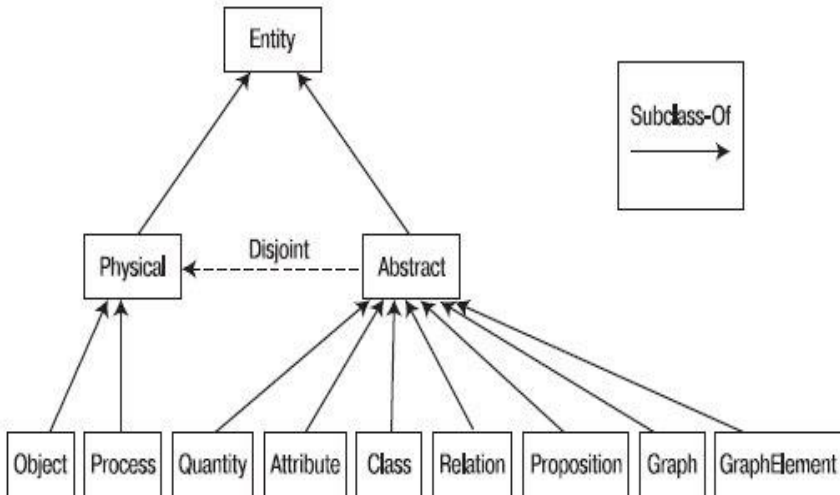 Entity
Subclass-Of
Physical
Disjoint
Abstract
Object
Process
Quantity
Attribute
Class
Relation
Proposition
Graph
GraphElement